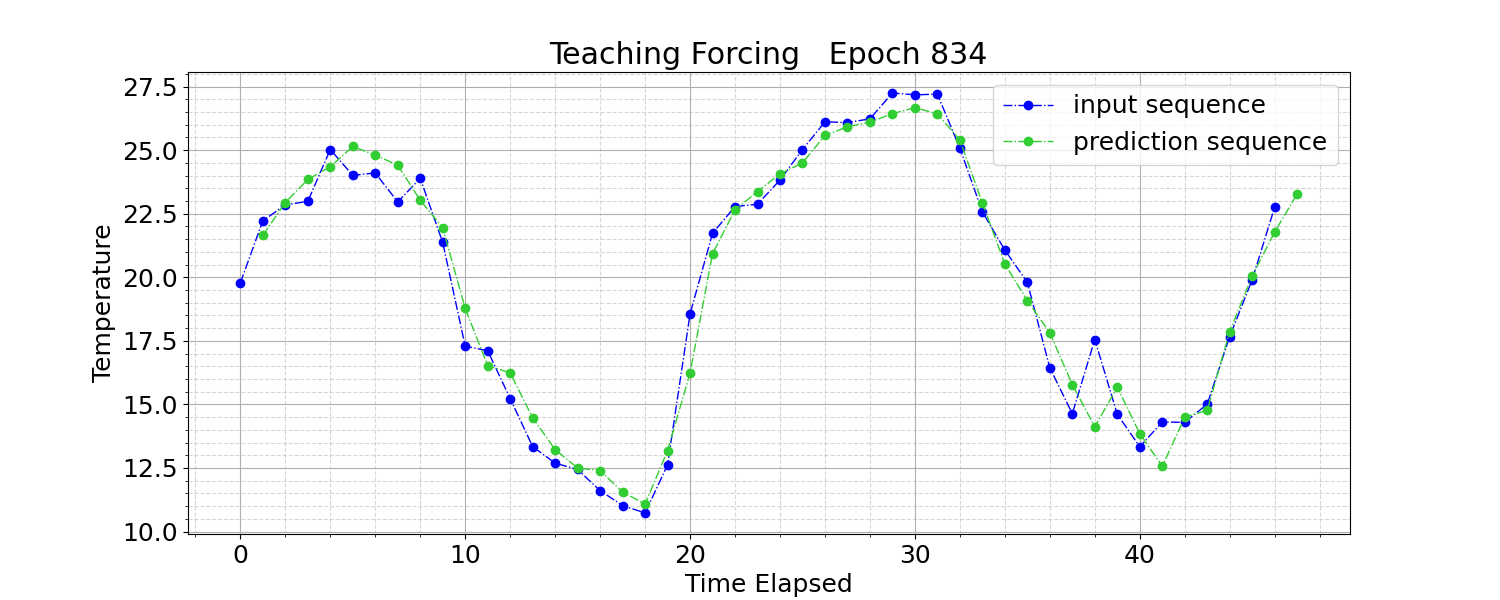 Teaching Forcing   Epoch 834
27.5
25.0
22.5
20.0
17.5
15.0
12.5
10.0
Temperature
input sequence
prediction sequence
0 10 20 30 40
Time Elapsed